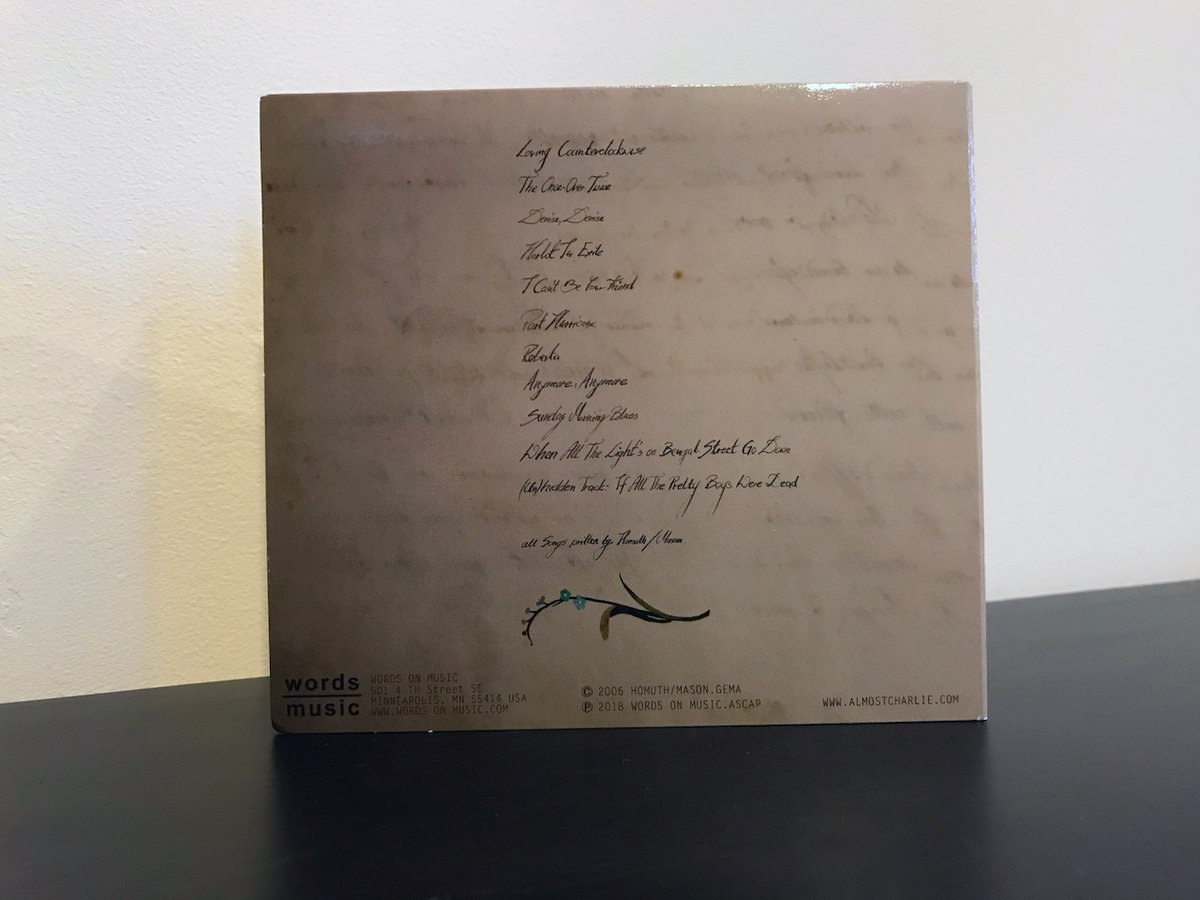 Loving Counterclockwise
The Once-Over Twice
Denise, Denise
Harlot In Exile
I Can't Be Your Friend
Part Hurricane
Roberta
Anymore, Anymore
Sunday Morning Blues
When All The Light's on Bengal Street Go Down
(Un)hidden Track: If All The Pretty Boys Were Dead
all Songs written by Homuth/Mason
words
music
WORDS ON MUSIC
501 4 TH Street SE
MINNEAPOLIS, MN 55414 USA
WWW.WORDS-ON-MUSIC.COM
© 2006 HOMUTH/MASON.GEMA
℗ 2018 WORDS ON MUSIC.ASCAP
WWW.ALMOSTCHARLIE.COM